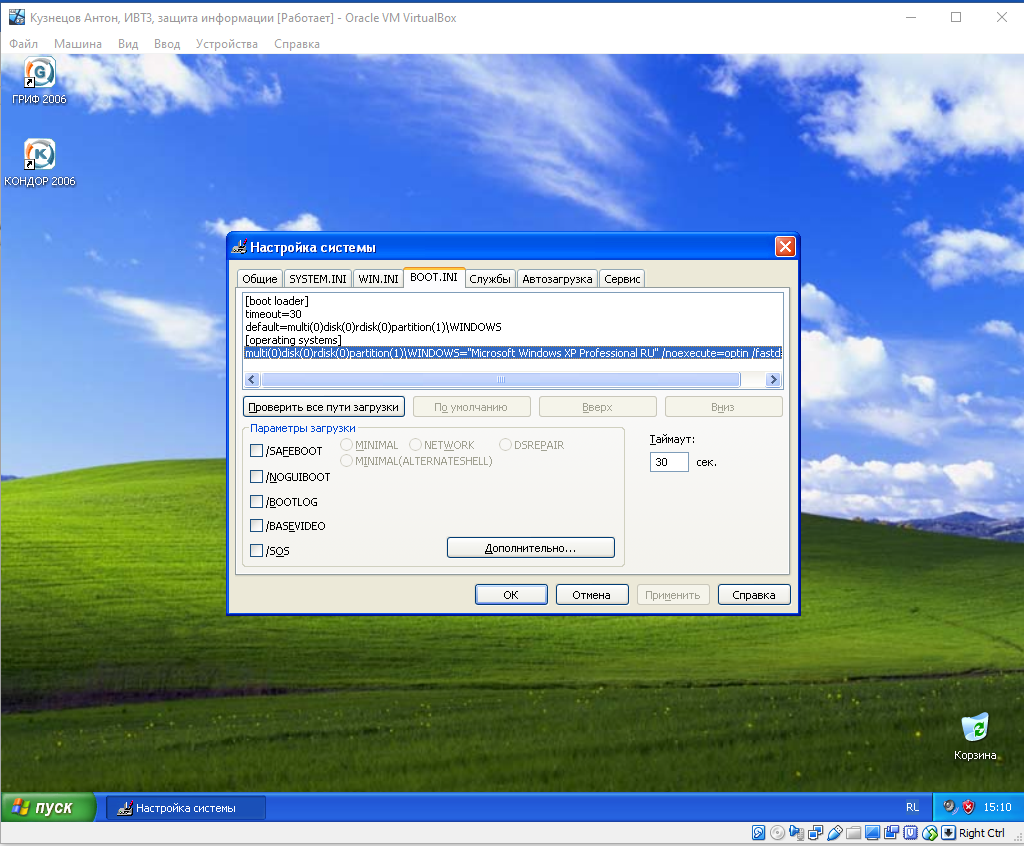 Кузнецов Антон, ИВТЗ, защита информации [Работает] - Oracle VM VirtualBox
Файл Машина Вид Ввод Устройства Справка
ГРИФ 2006
КОНДОР 2006
Настройка системы
Общие SYSTEM.INI WIN.INI BOOT.INI Службы Автозагрузка Сервис
[boot loader]
timeout=30
default=multi(0)disk(0)rdisk(0)partition(1)\WINDOWS
[operating systems]
multi(0)disk(0)rdisk(0)partition(1)\WINDOWS="Microsoft Windows XP Professional RU" /noexecute=optin /fastd
Проверить все пути загрузки По умолчанию Вверх Вниз
Параметры загрузки
/SAFEBOOT MINIMAL NETWORK DSREPAIR
MINIMAL(ALTERNATESHELL)
/NOGUIBOOT
/BOOTLOG
/BASEVIDEO
/SOS
Дополнительно...
Таймаут:
30 сек.
ОК Отмена Применить Справка
Корзина
пуск Настройка системы RL 15:10
Right Ctrl